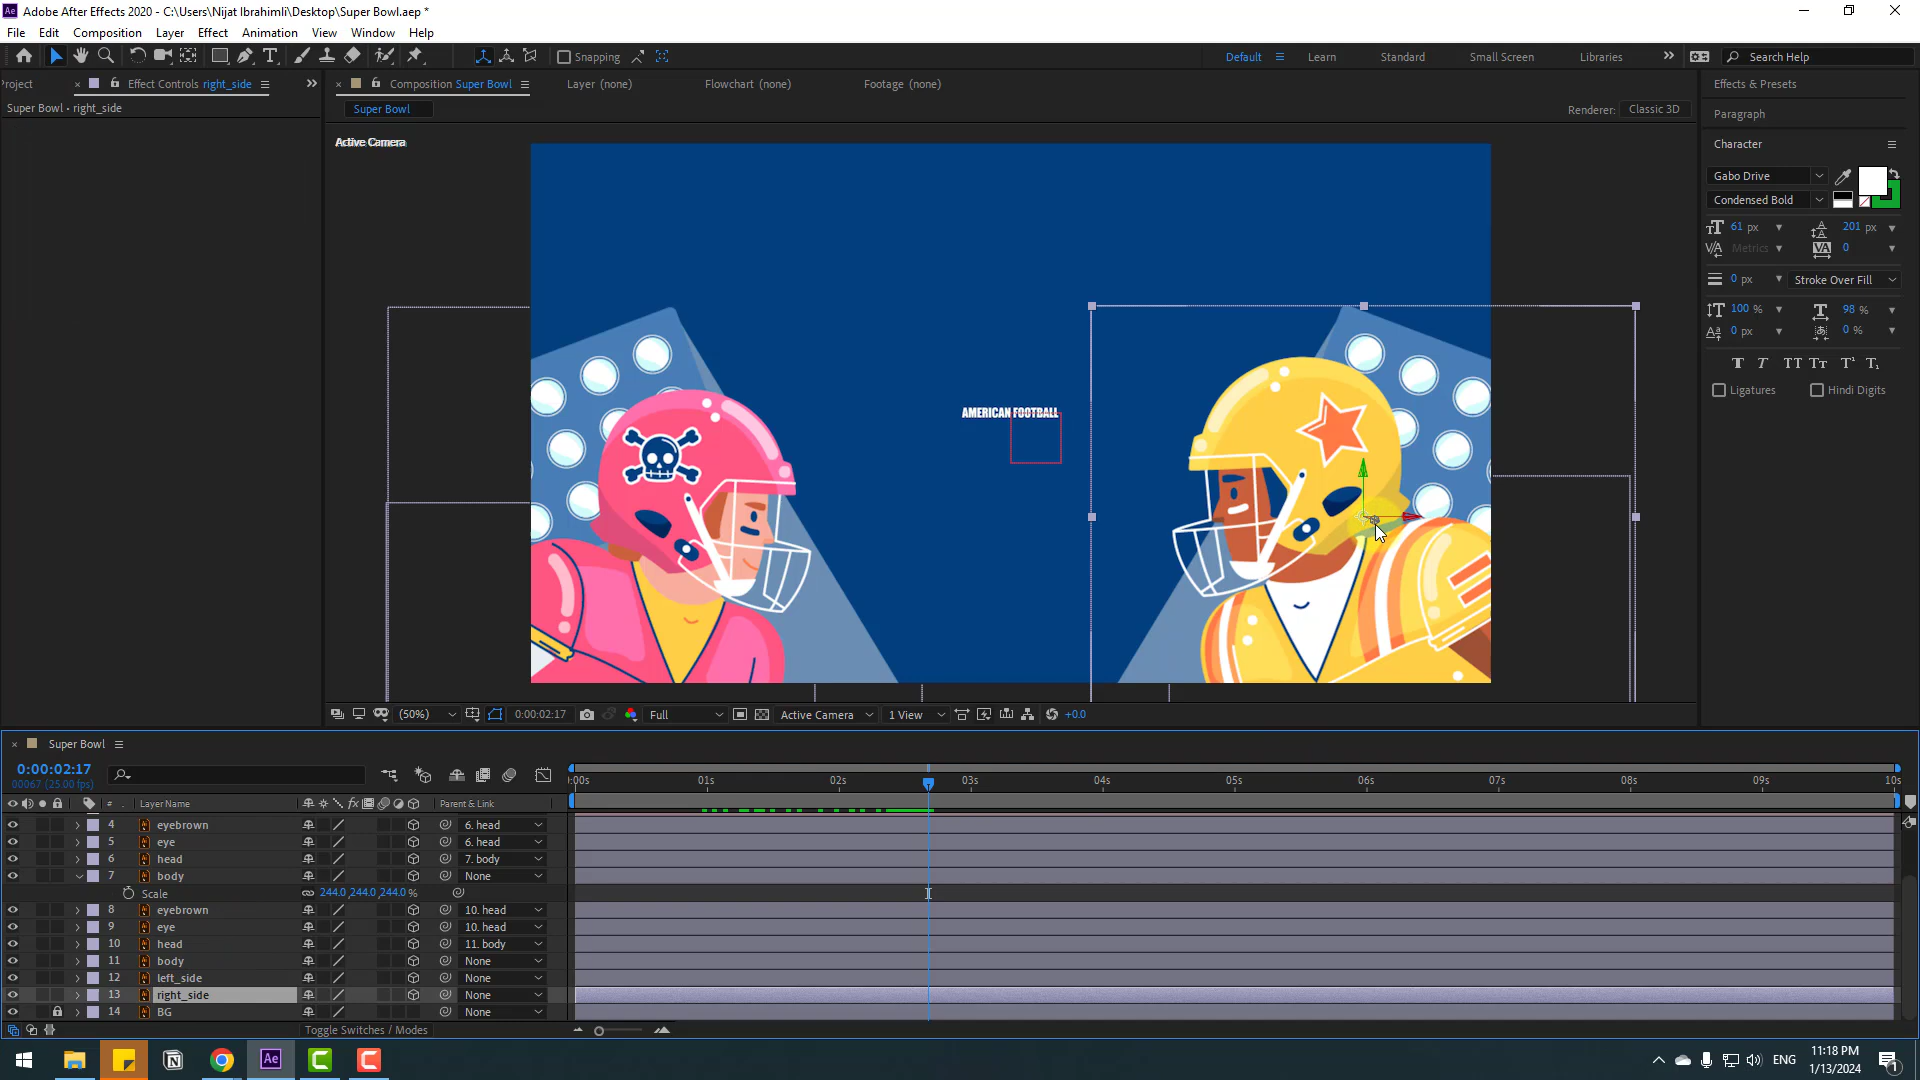 Adobe After Effects 2020 - C:\Users\Nijat Ibrahimli\Desktop\Super Bowl.aep *
File Edit Composition Layer Effect Animation View Window Help
Snapping
Default Learn Standard Small Screen Libraries Search Help
roject Effect Controls right_side
Super Bowl • right_side
Composition Super Bowl Layer (none) Flowchart (none) Footage (none)
Super Bowl
Renderer: Classic 3D
Active Camera
AMERICAN FOOTBALL
(50%) 0:00:02:17 Full Active Camera 1 View +0.0
Effects & Presets
Paragraph
Character
Gabo Drive
Condensed Bold
61 px 201 px
Metrics 0
0 px Stroke Over Fill
100 % 98 %
0 px 0 %
Ligatures Hindi Digits
Super Bowl
0:00:02:17
00067 (25.00 fps)
:00s 01s 02s 03s 04s 05s 06s 07s 08s 09s 10s
# Layer Name Parent & Link
4 eyebrown 6. head
5 eye 6. head
6 head 7. body
7 body None
Scale 244.0,244.0,244.0 %
8 eyebrown 10. head
9 eye 10. head
10 head 11. body
11 body None
12 left_side None
13 right_side None
14 BG None
Toggle Switches / Modes
ENG
11:18 PM
1/13/2024
1